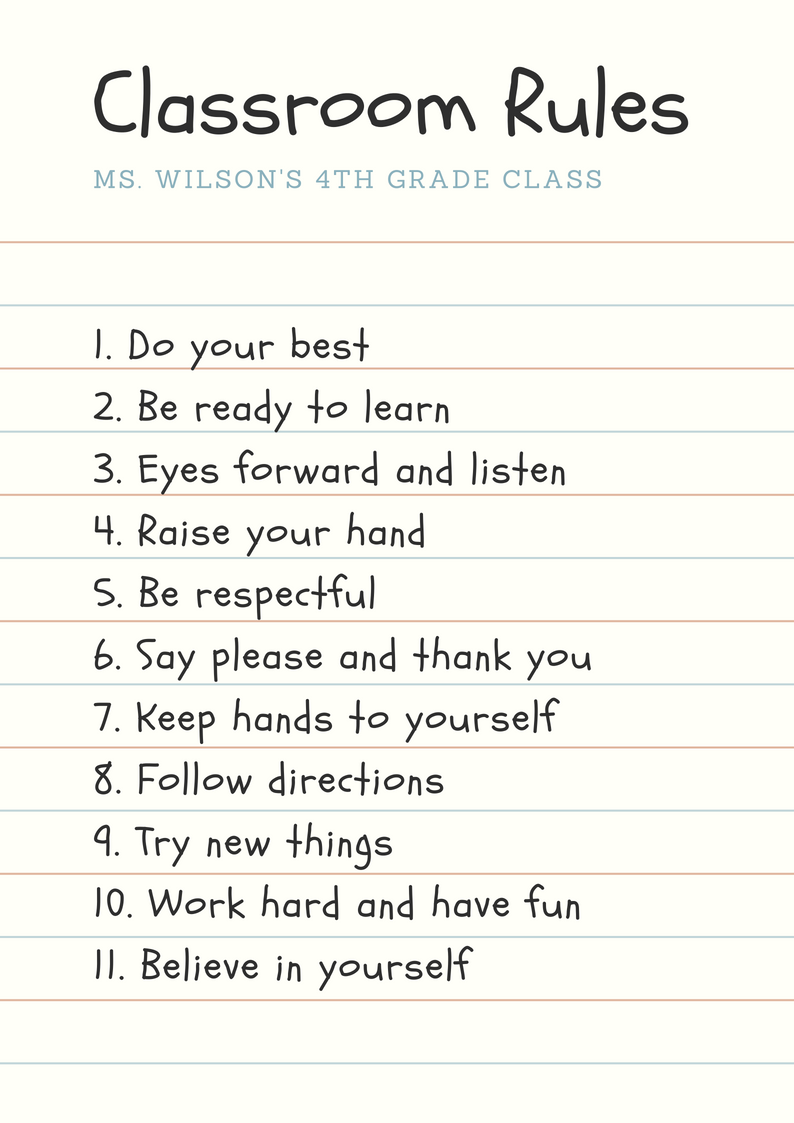 Classroom Rules
MS. WILSON'S 4TH GRADE CLASS
1. Do your best
2. Be ready to learn
3. Eyes forward and listen
4. Raise your hand
5. Be respectful
6. Say please and thank you
7. Keep hands to yourself
8. Follow directions
9. Try new things
10. Work hard and have fun
11. Believe in yourself